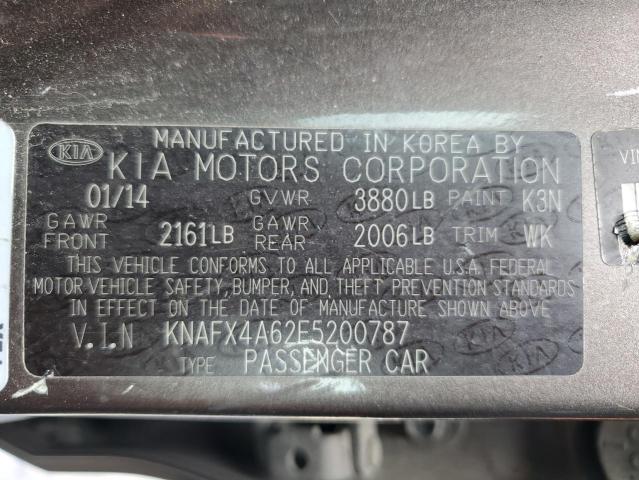 MANUFACTURED IN KOREA BY
KIA KIA MOTORS CORPORATION
01/14 GVWR 3880LB PAINT K3N
GAWR FRONT 2161LB GAWR REAR 2006LB TRIM WK
THIS VEHICLE CONFORMS TO ALL APPLICABLE U.S.A. FEDERAL
MOTOR VEHICLE SAFETY, BUMPER, AND THEFT PREVENTION STANDARDS
IN EFFECT ON THE DATE OF MANUFACTURE SHOWN ABOVE
V.I.N KNAFX4A62E5200787
TYPE PASSENGER CAR